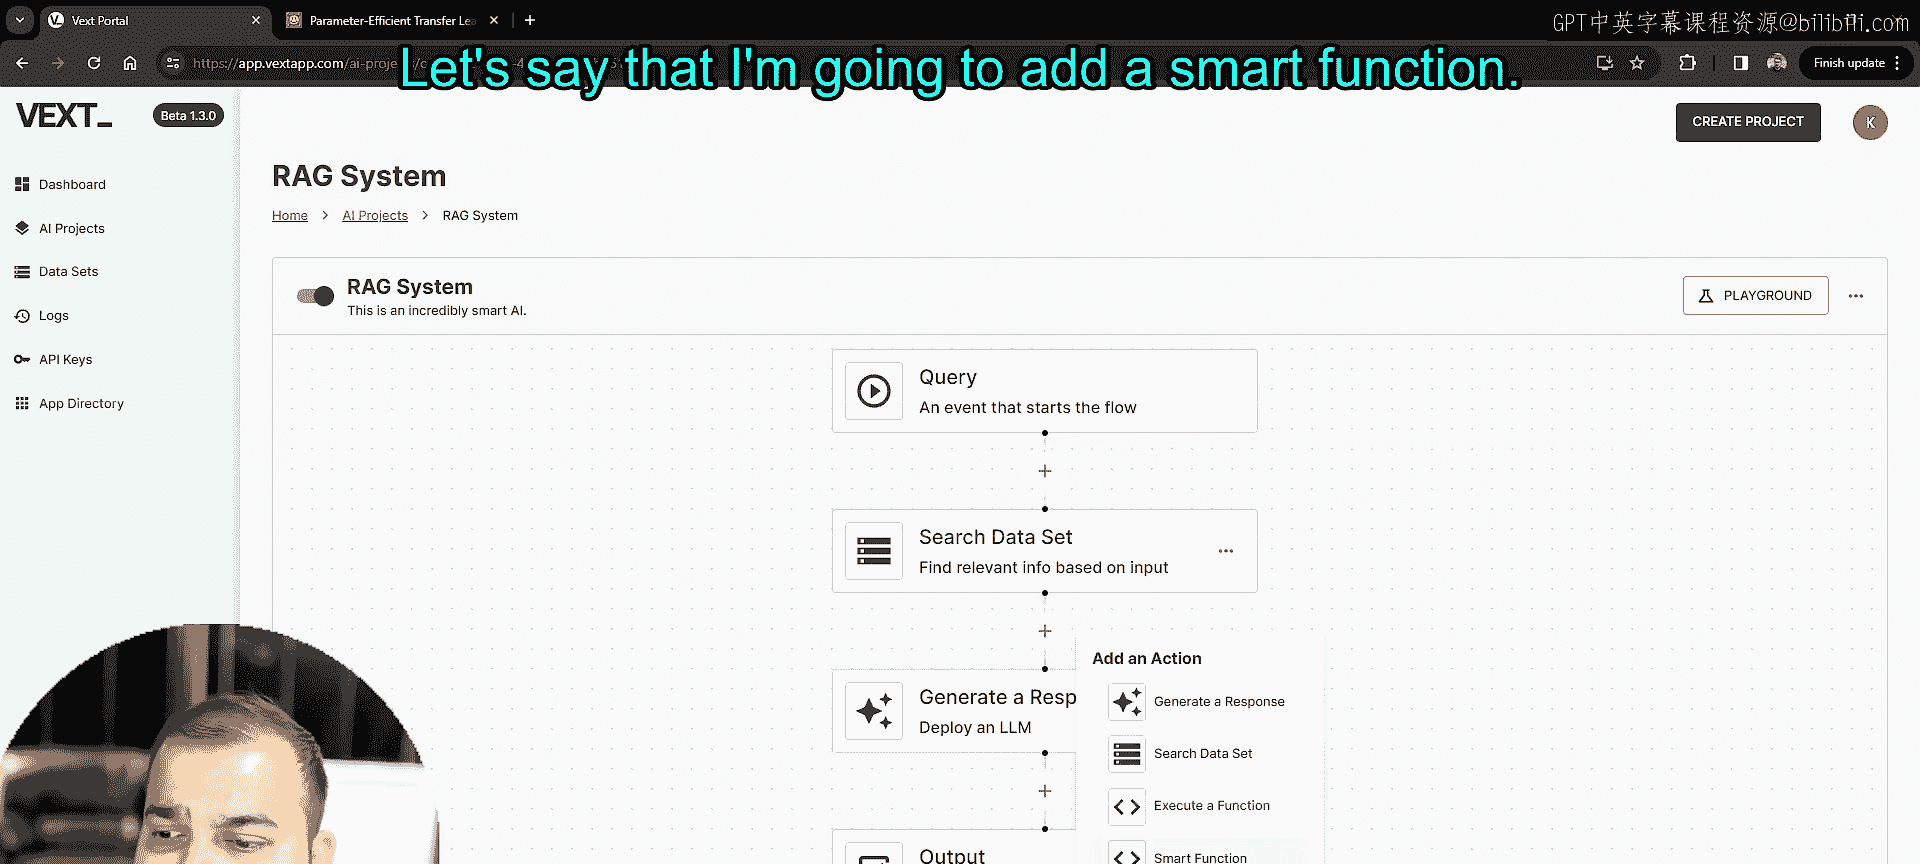 Vext Portal
Parameter-Efficient Transfer Lea
GPT中英字幕课程资源@bilibili.com
https://app.vextapp.com/ai-proje
Finish update
Let's say that I'm going to add a smart function.
VEXT_
Beta 1.3.0
CREATE PROJECT
K
Dashboard
AI Projects
Data Sets
Logs
API Keys
App Directory
RAG System
Home > AI Projects > RAG System
RAG System
This is an incredibly smart AI.
PLAYGROUND
Query
An event that starts the flow
Search Data Set
Find relevant info based on input
Generate a Resp
Deploy an LLM
Output
Add an Action
Generate a Response
Search Data Set
Execute a Function
Smart Function